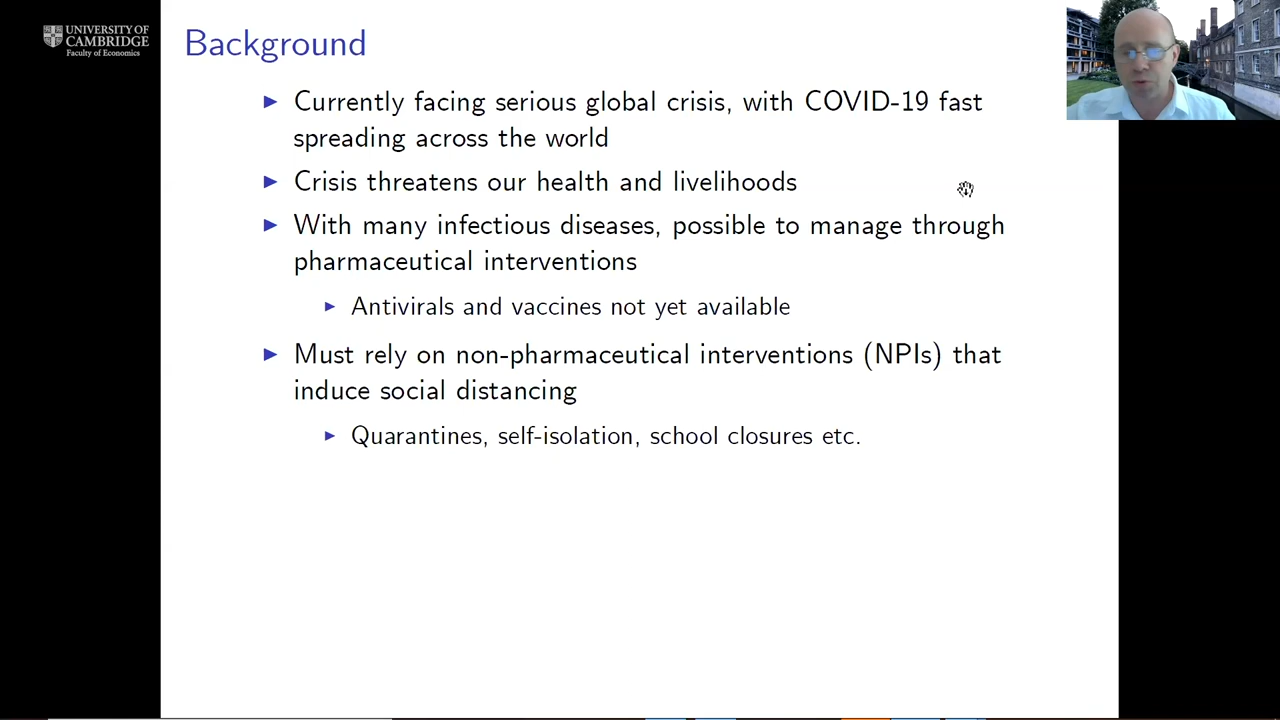 UNIVERSITY OF
CAMBRIDGE
Faculty of Economics
Background
Currently facing serious global crisis, with COVID-19 fast
spreading across the world
Crisis threatens our health and livelihoods
With many infectious diseases, possible to manage through
pharmaceutical interventions
Antivirals and vaccines not yet available
Must rely on non-pharmaceutical interventions (NPIs) that
induce social distancing
Quarantines, self-isolation, school closures etc.